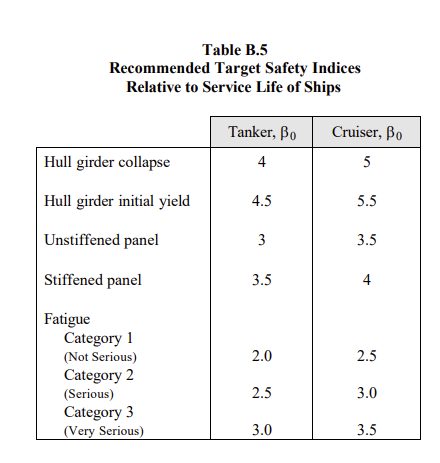 Table B.5
Recommended Target Safety Indices
Relative to Service Life of Ships
Tanker, β₀ Cruiser, β₀
Hull girder collapse 4 5
Hull girder initial yield 4.5 5.5
Unstiffened panel 3 3.5
Stiffened panel 3.5 4
Fatigue
Category 1
(Not Serious) 2.0 2.5
Category 2
(Serious) 2.5 3.0
Category 3
(Very Serious) 3.0 3.5